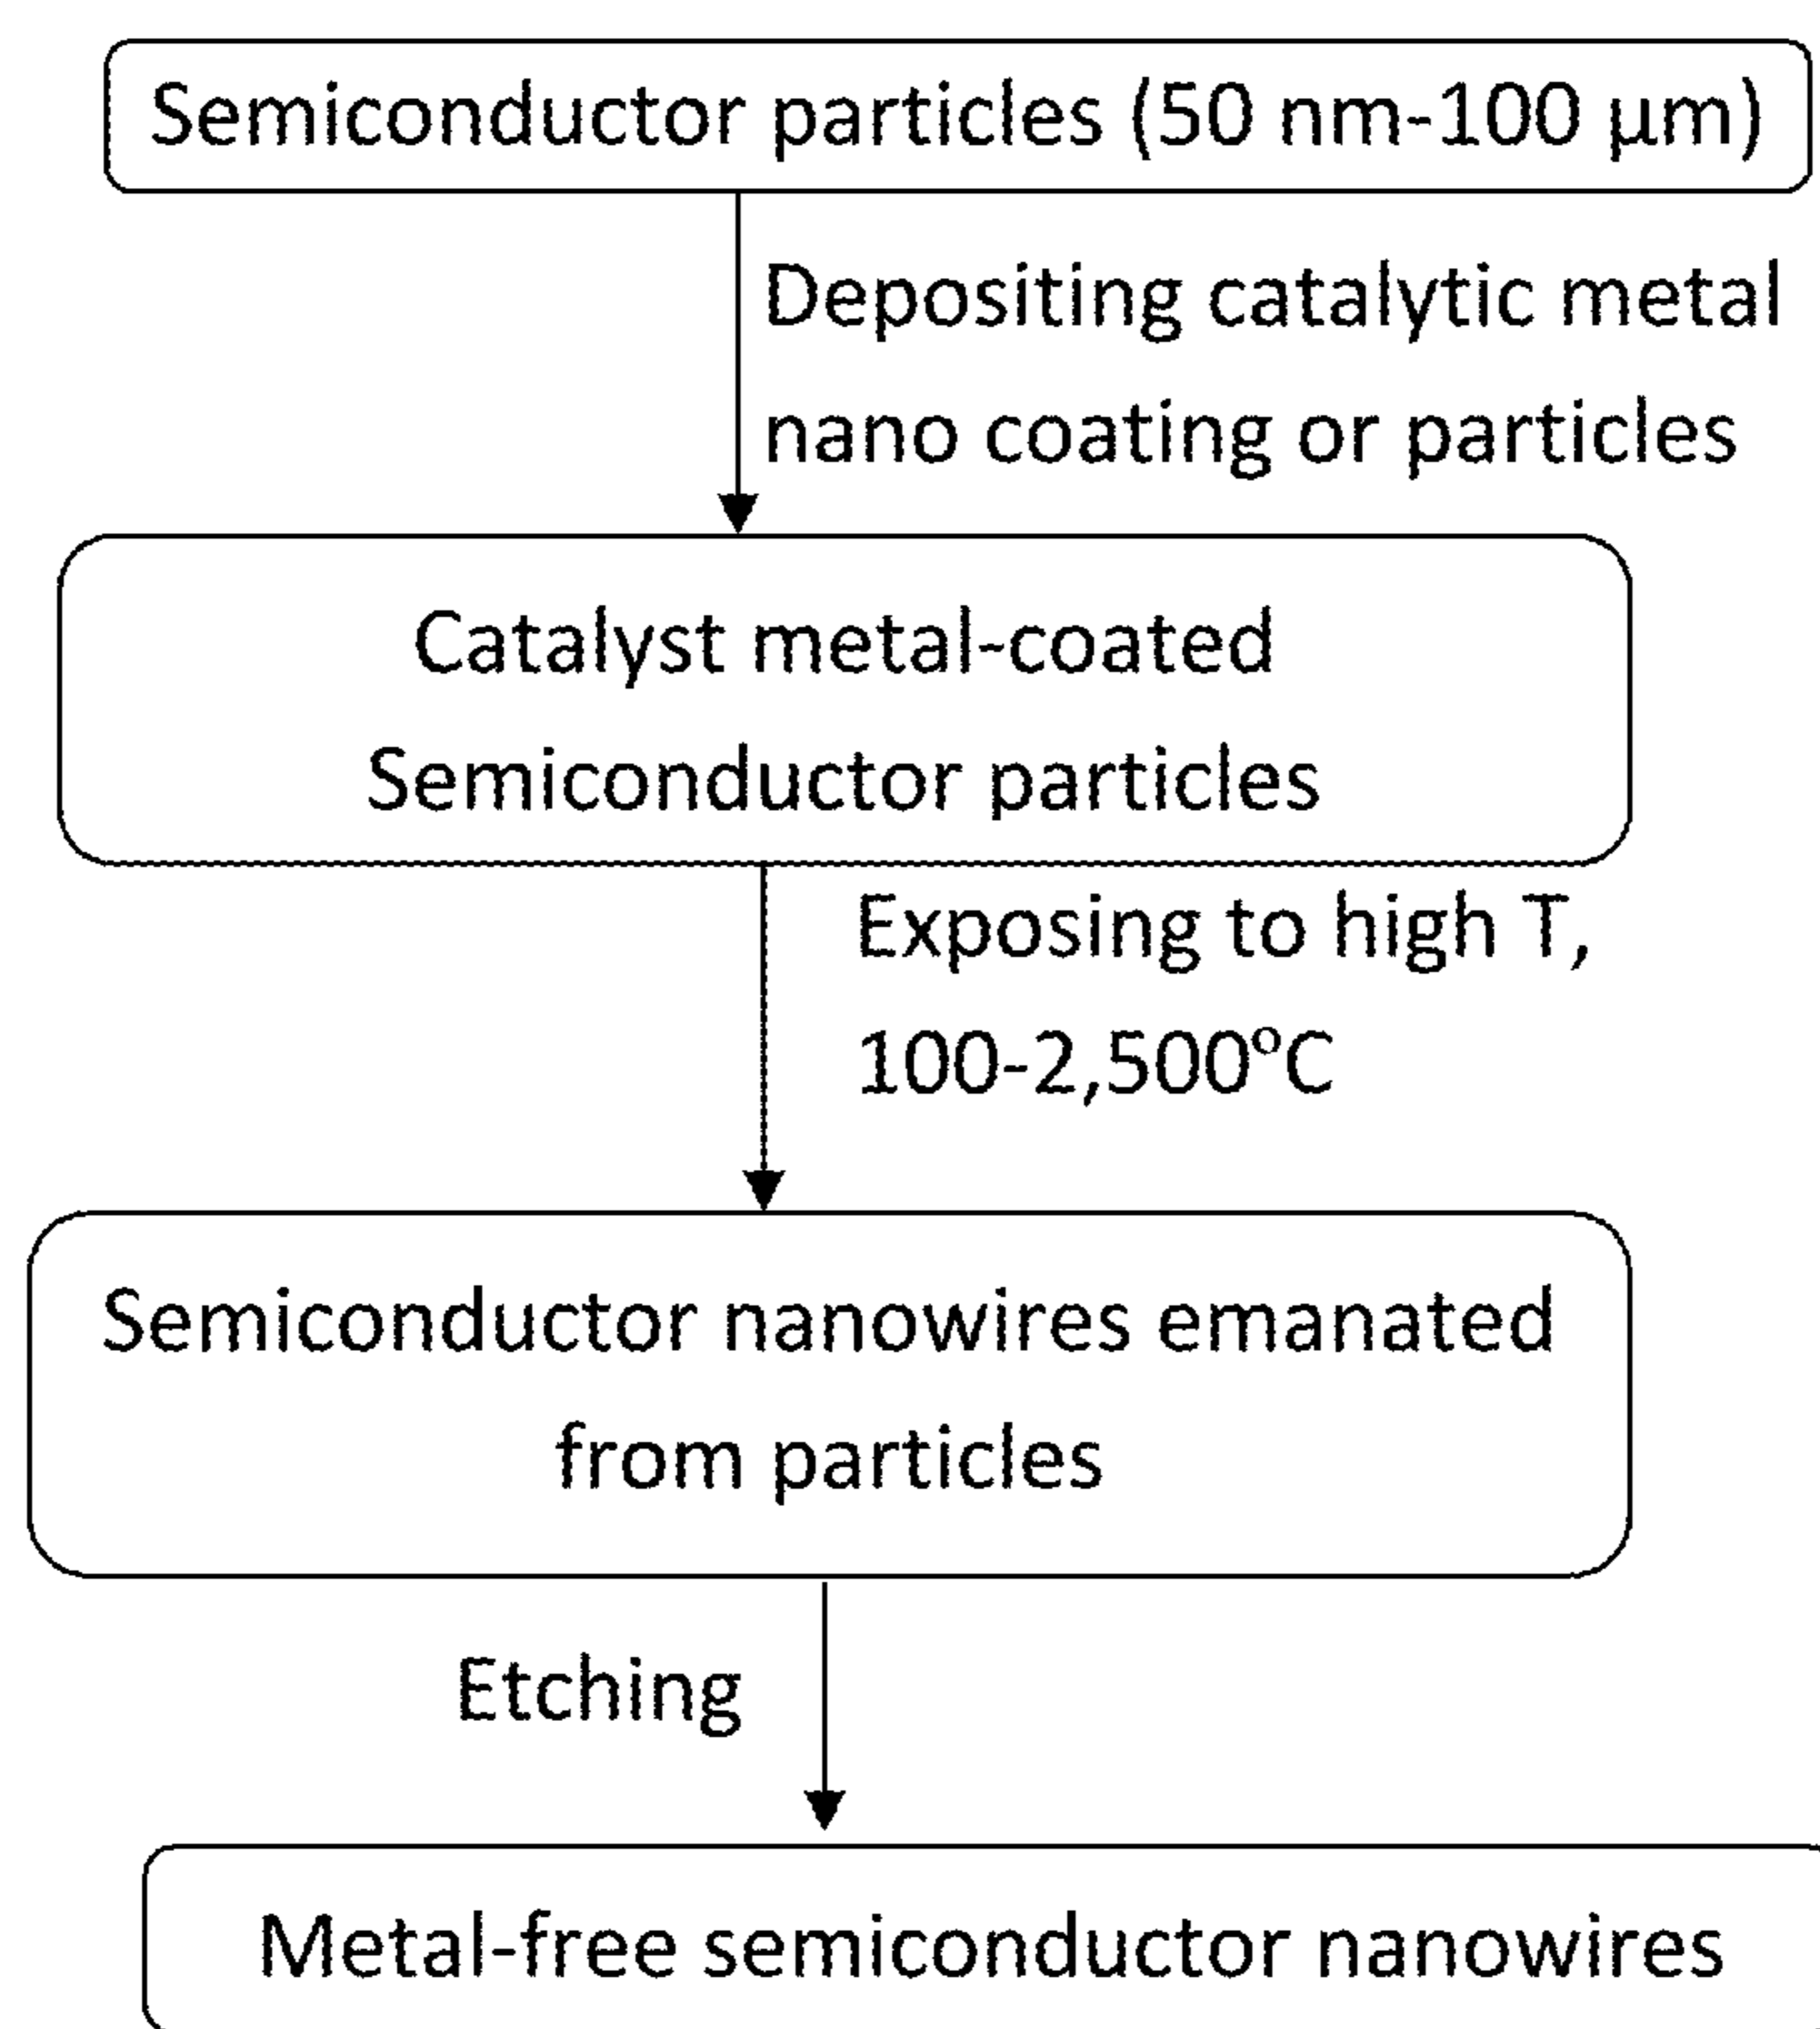 Semiconductor particles (50 nm-100 µm)
Depositing catalytic metal
nano coating or particles
Catalyst metal-coated
Semiconductor particles
Exposing to high T,
100-2,500°C
Semiconductor nanowires emanated
from particles
Etching
Metal-free semiconductor nanowires